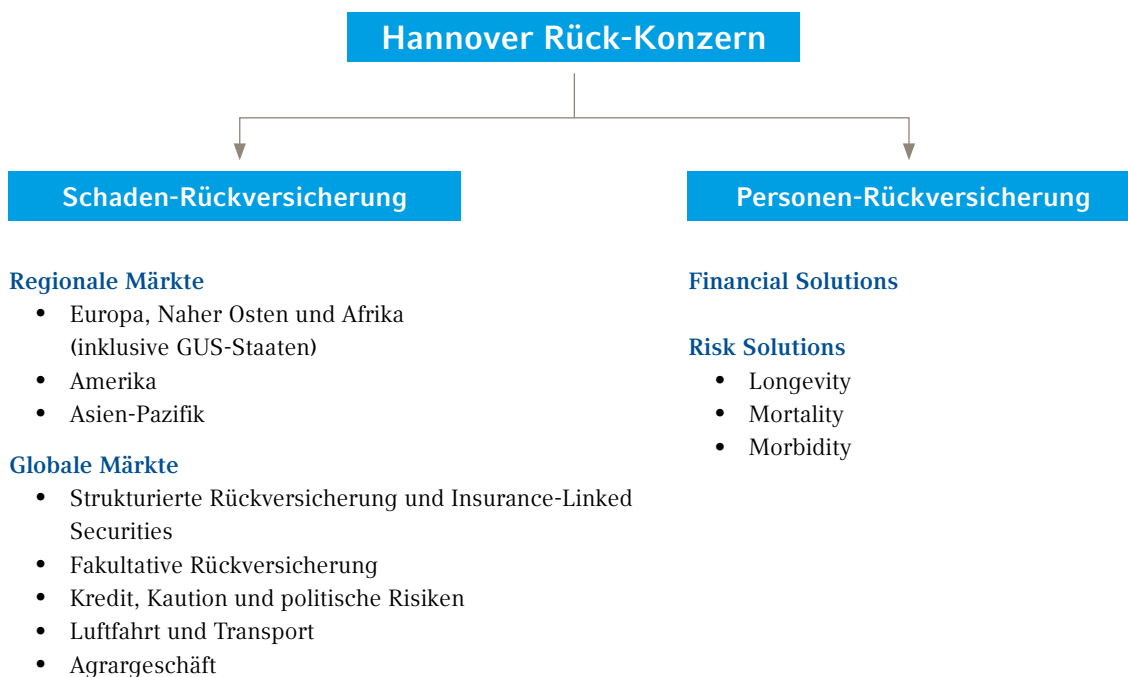 Hannover Rück-Konzern
Schaden-Rückversicherung
Regionale Märkte
• Europa, Naher Osten und Afrika
(inklusive GUS-Staaten)
• Amerika
• Asien-Pazifik
Globale Märkte
• Strukturierte Rückversicherung und Insurance-Linked
Securities
• Fakultative Rückversicherung
• Kredit, Kaution und politische Risiken
• Luftfahrt und Transport
• Agrargeschäft
Personen-Rückversicherung
Financial Solutions
Risk Solutions
• Longevity
• Mortality
• Morbidity